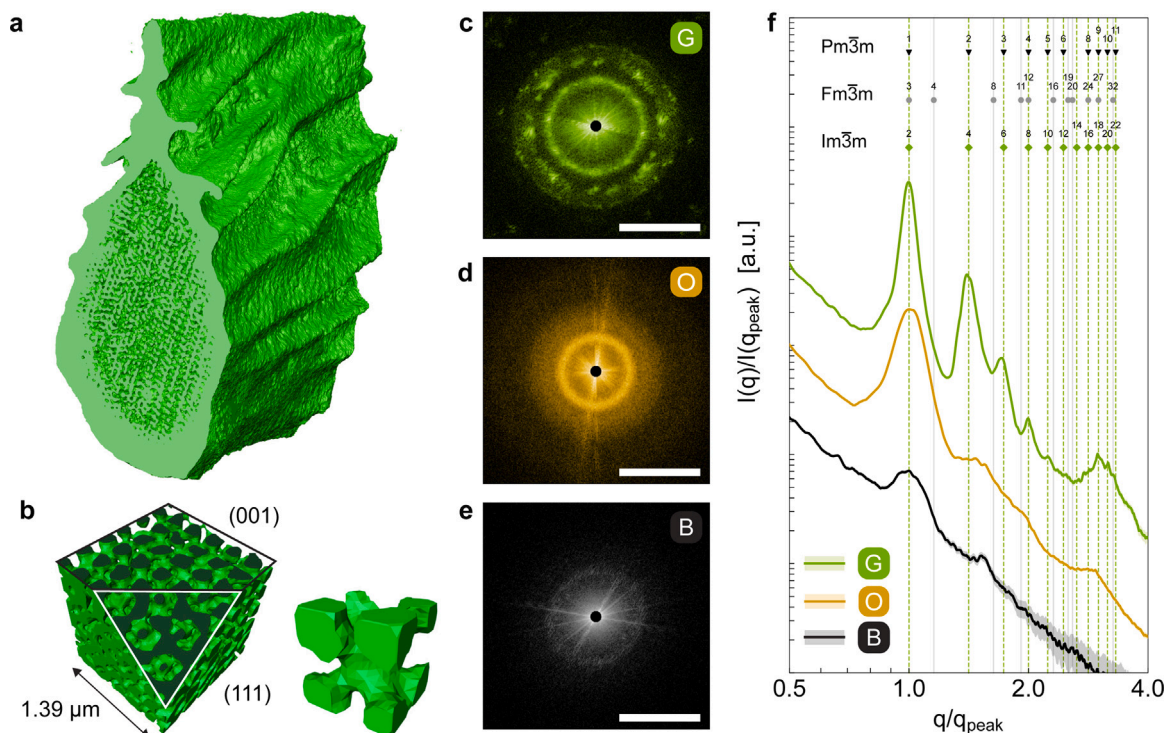 a
b
(001)
(111)
1.39 μm
c
G
d
O
e
B
f
Pm3̅m
1 2 3 4 5 6 8 9 10 11
Fm3̅m
3 4 8 11 12 16 19 20 24 27 32
Im3̅m
2 4 6 8 10 12 14 16 18 20 22
I(q)/I(q_peak) [a.u.]
G
O
B
0.5 1.0 2.0 4.0
q/q_peak